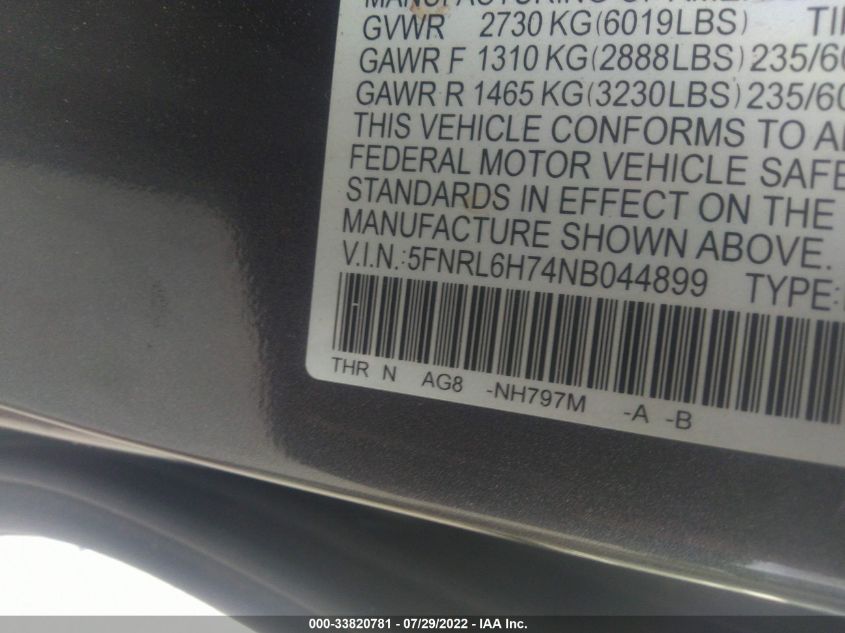 GVWR 2730 KG(6019LBS)
GAWR F 1310 KG(2888LBS) 235/60
GAWR R 1465 KG(3230LBS) 235/60
THIS VEHICLE CONFORMS TO
FEDERAL MOTOR VEHICLE SAFE
STANDARDS IN EFFECT ON THE
MANUFACTURE SHOWN ABOVE.
V.I.N.:5FNRL6H74NB044899 TYPE:
THR N AG8 -NH797M -A -B
000-33820781 - 07/29/2022 - IAA, Inc.